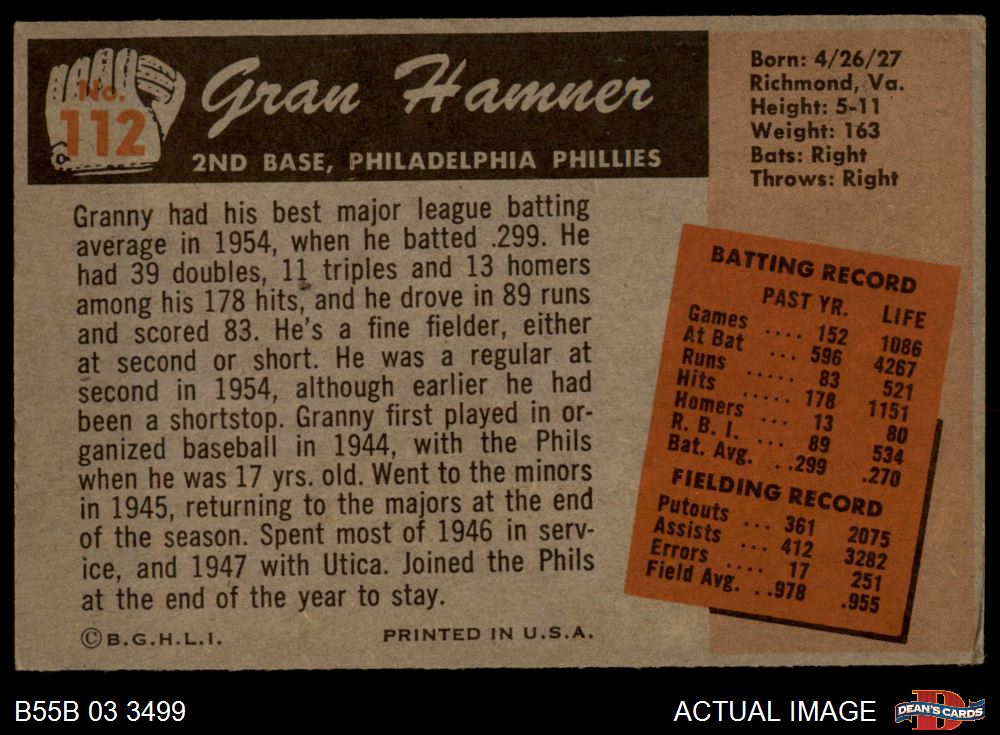 No.
112
Gran Hamner
2ND BASE, PHILADELPHIA PHILLIES
Born: 4/26/27
Richmond, Va.
Height: 5-11
Weight: 163
Bats: Right
Throws: Right
Granny had his best major league batting
average in 1954, when he batted .299. He
had 39 doubles, 11 triples and 13 homers
among his 178 hits, and he drove in 89 runs
and scored 83. He's a fine fielder, either
at second or short. He was a regular at
second in 1954, although earlier he had
been a shortstop. Granny first played in or-
ganized baseball in 1944, with the Phils
when he was 17 yrs. old. Went to the minors
in 1945, returning to the majors at the end
of the season. Spent most of 1946 in serv-
ice, and 1947 with Utica. Joined the Phils
at the end of the year to stay.
©B.G.H.L.I. PRINTED IN U.S.A.
BATTING RECORD
PAST YR. LIFE
Games .... 152 1086
At Bat ... 596 4267
Runs ..... 83 521
Hits ..... 178 1151
Homers ... 13 80
R. B. I. ... 89 534
Bat. Avg. . .299 .270
FIELDING RECORD
Putouts ... 361 2075
Assists ... 412 3282
Errors .... 17 251
Field Avg. . .978 .955
B55B 03 3499
ACTUAL IMAGE
D
DEAN'S CARDS